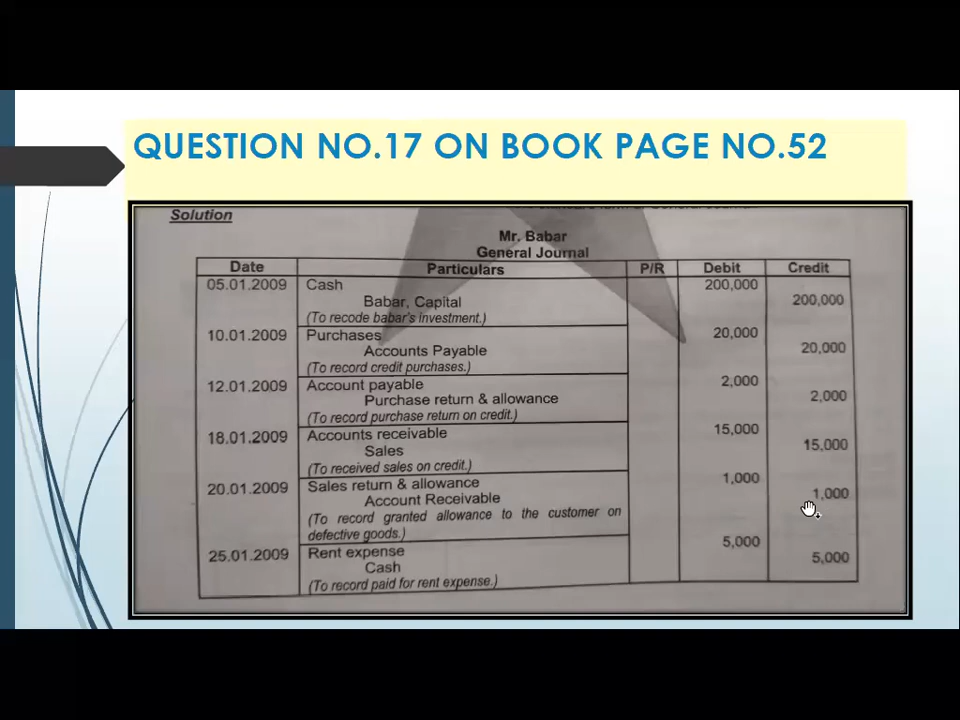 QUESTION NO.17 ON BOOK PAGE NO.52
Solution
Mr. Babar
General Journal
Date Particulars P/R Debit Credit
05.01.2009 Cash 200,000
Babar, Capital 200,000
(To recode babar's investment.)
10.01.2009 Purchases 20,000
Accounts Payable 20,000
(To record credit purchases.)
12.01.2009 Account payable 2,000
Purchase return & allowance 2,000
(To record purchase return on credit.)
18.01.2009 Accounts receivable 15,000
Sales 15,000
(To received sales on credit.)
20.01.2009 Sales return & allowance 1,000
Account Receivable 1,000
(To record granted allowance to the customer on
defective goods.)
25.01.2009 Rent expense 5,000
Cash 5,000
(To record paid for rent expense.)